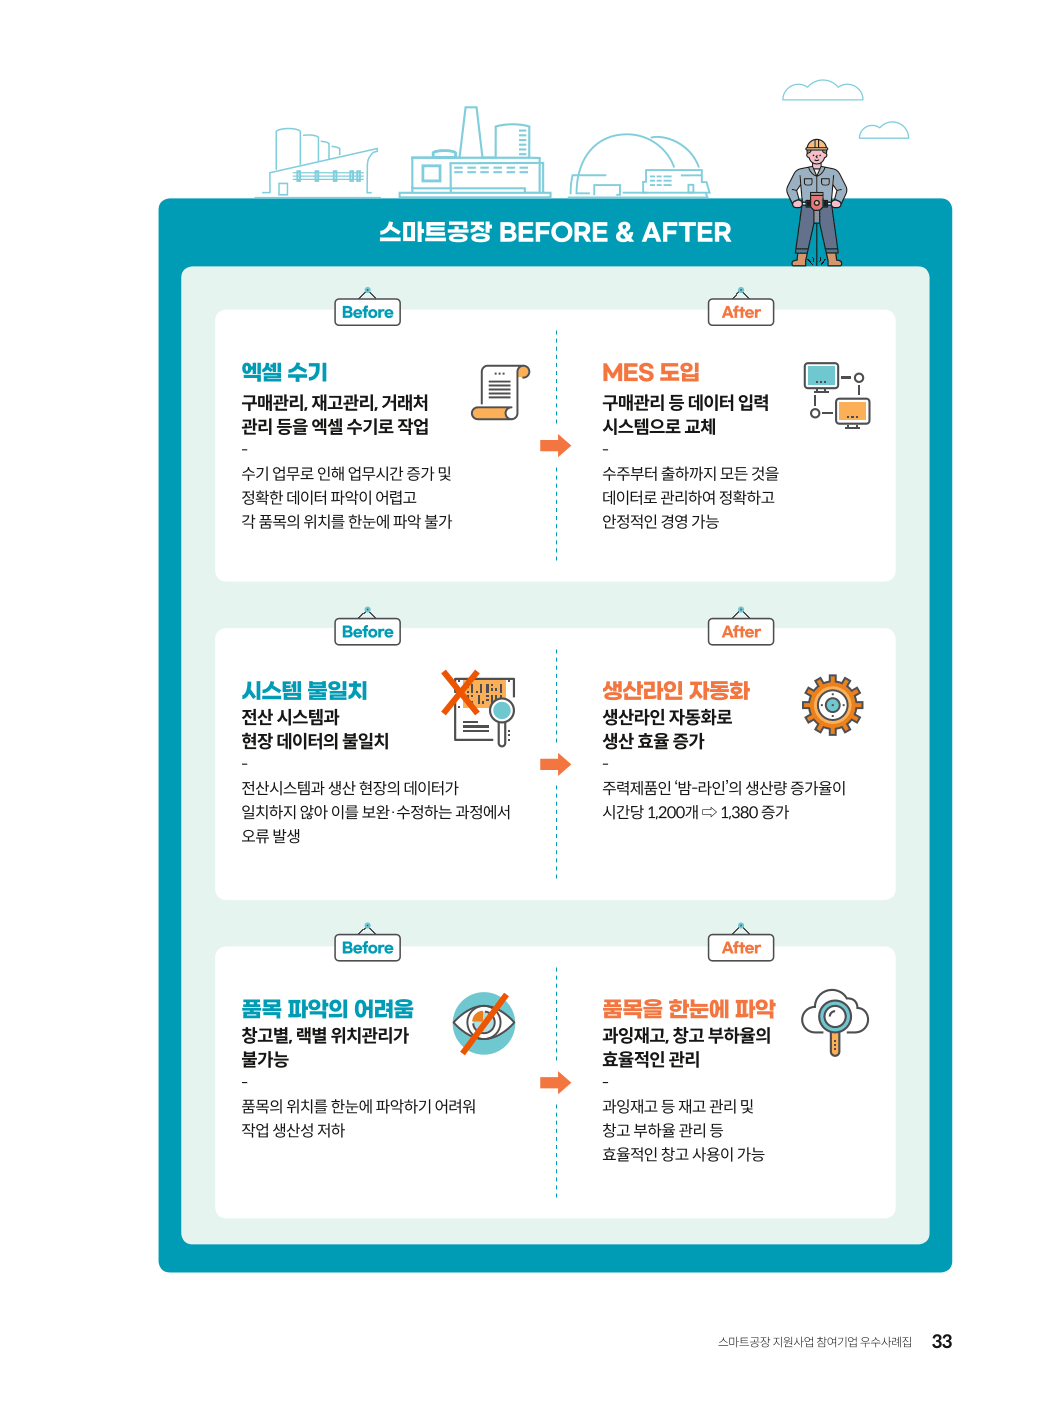 스마트공장 BEFORE & AFTER
Before
엑셀 수기
구매관리, 재고관리, 거래처
관리 등을 엑셀 수기로 작업
-
수기 업무로 인해 업무시간 증가 및
정확한 데이터 파악이 어렵고
각 품목의 위치를 한눈에 파악 불가
After
MES 도입
구매관리 등 데이터 입력
시스템으로 교체
-
수주부터 출하까지 모든 것을
데이터로 관리하여 정확하고
안정적인 경영 가능
Before
시스템 불일치
전산 시스템과
현장 데이터의 불일치
-
전산시스템과 생산 현장의 데이터가
일치하지 않아 이를 보완·수정하는 과정에서
오류 발생
After
생산라인 자동화
생산라인 자동화로
생산 효율 증가
-
주력제품인 ‘밤-라인’의 생산량 증가율이
시간당 1,200개 ⇨ 1,380 증가
Before
품목 파악의 어려움
창고별, 랙별 위치관리가
불가능
-
품목의 위치를 한눈에 파악하기 어려워
작업 생산성 저하
After
품목을 한눈에 파악
과잉재고, 창고 부하율의
효율적인 관리
-
과잉재고 등 재고 관리 및
창고 부하율 관리 등
효율적인 창고 사용이 가능
스마트공장 지원사업 참여기업 우수사례집 33